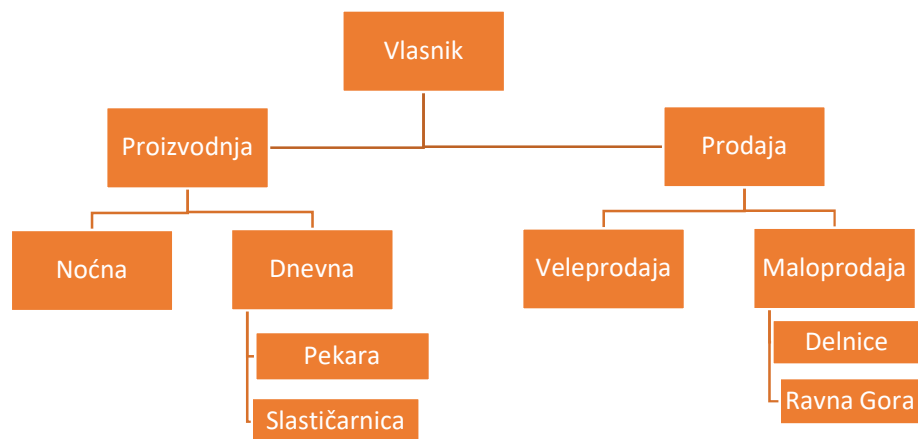 Vlasnik
Proizvodnja
Prodaja
Noćna
Dnevna
Veleprodaja
Maloprodaja
Pekara
Delnice
Slastičarnica
Ravna Gora